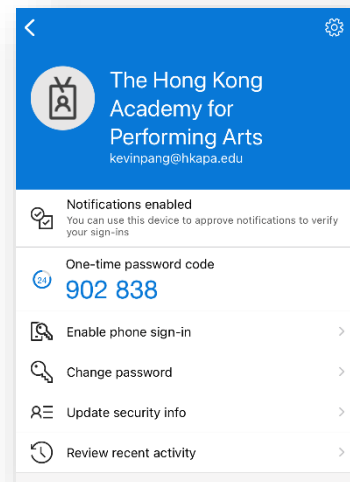 The Hong Kong
Academy for
Performing Arts
kevinpang@hkapa.edu
Notifications enabled
You can use this device to approve notifications to verify
your sign-ins
One-time password code
24
902 838
Enable phone sign-in
Change password
Update security info
Review recent activity